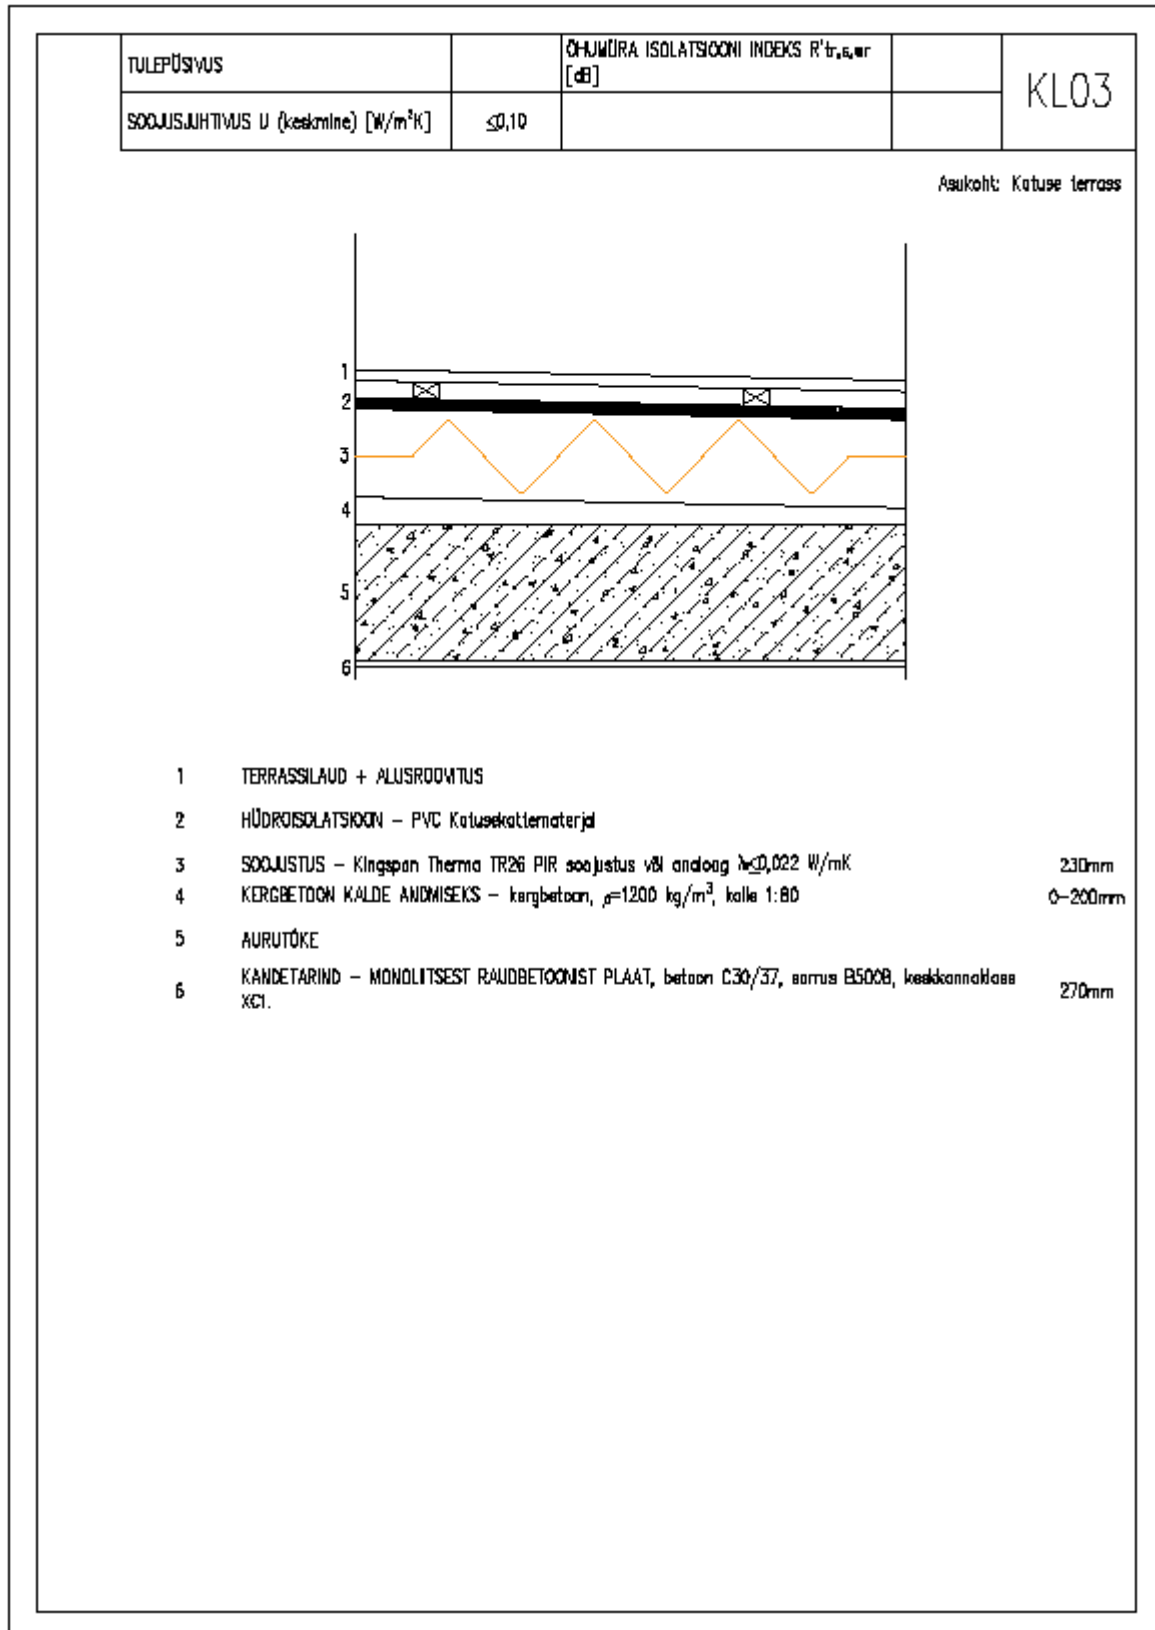 TULEPÜSIVUS
ÕHUMÜRA ISOLATSIOONI INDEKS R'tr,s,w
[dB]
KL03
SOOJUSJUHTIVUS U (keskmine) [W/m²K]
≤0,10
Asukoht: Katuse terrass
1
2
3
4
5
6
1 TERRASSILAUD + ALUSROOVITUS
2 HÜDROISOLATSIOON – PVC Katusekattematerjal
3 SOOJUSTUS – Kingspan Therma TR26 PIR soojustus või analoog λ≤0,022 W/mK 230mm
4 KERGBETOON KALDE ANDMISEKS – kergbetoon, ρ=1200 kg/m³, kalle 1:80 0-200mm
5 AURUTÕKE
6 KANDETARIND – MONOLIITSEST RAUDBETOONIST PLAAT, betoon C30/37, sarrus B500B, keskkonnaklass
XC1. 270mm